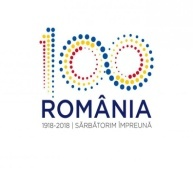 100
ROMÂNIA
1918-2018 | SĂRBĂTORIM ÎMPREUNĂ